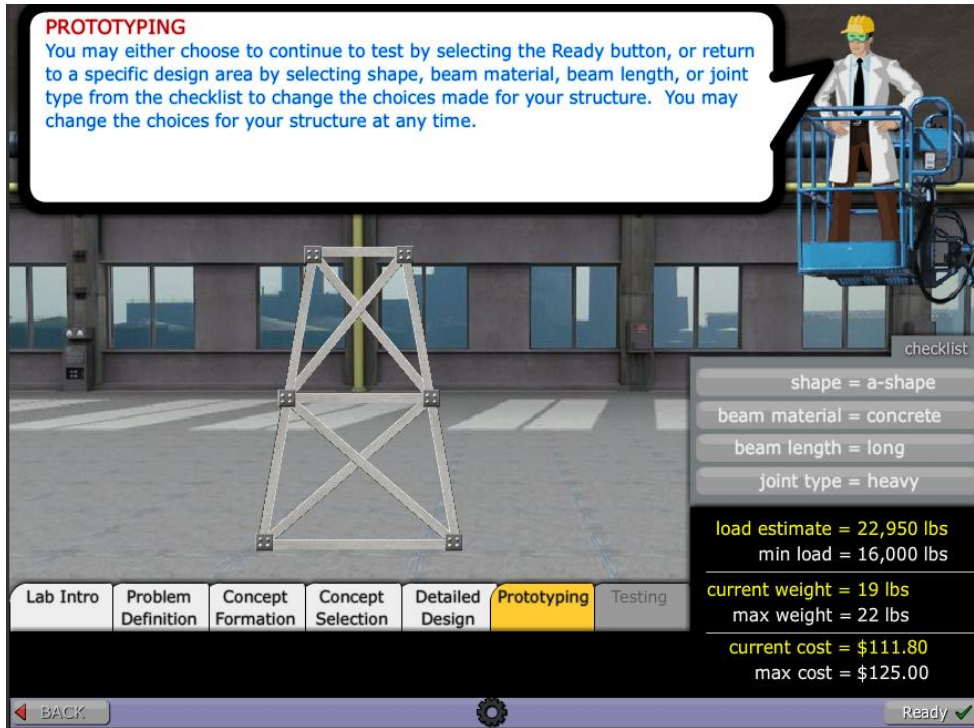 PROTOTYPING
You may either choose to continue to test by selecting the Ready button, or return
to a specific design area by selecting shape, beam material, beam length, or joint
type from the checklist to change the choices made for your structure.  You may
change the choices for your structure at any time.
checklist
shape = a-shape
beam material = concrete
beam length = long
joint type = heavy
load estimate = 22,950 lbs
min load = 16,000 lbs
current weight = 19 lbs
max weight = 22 lbs
current cost = $111.80
max cost = $125.00
Lab Intro
Problem
Definition
Concept
Formation
Concept
Selection
Detailed
Design
Prototyping
Testing
BACK
Ready